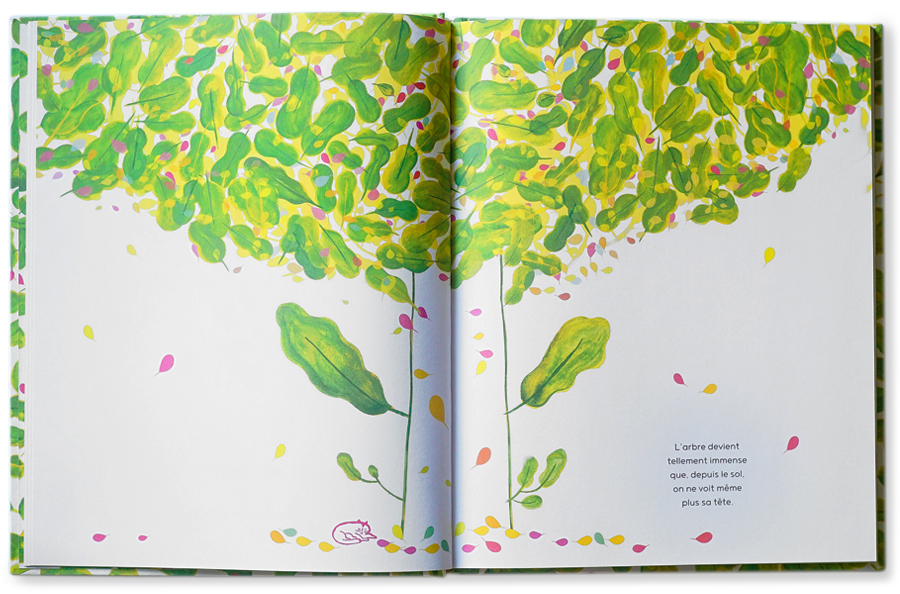 L'arbre devient
tellement immense
que, depuis le sol,
on ne voit même
plus sa tête.